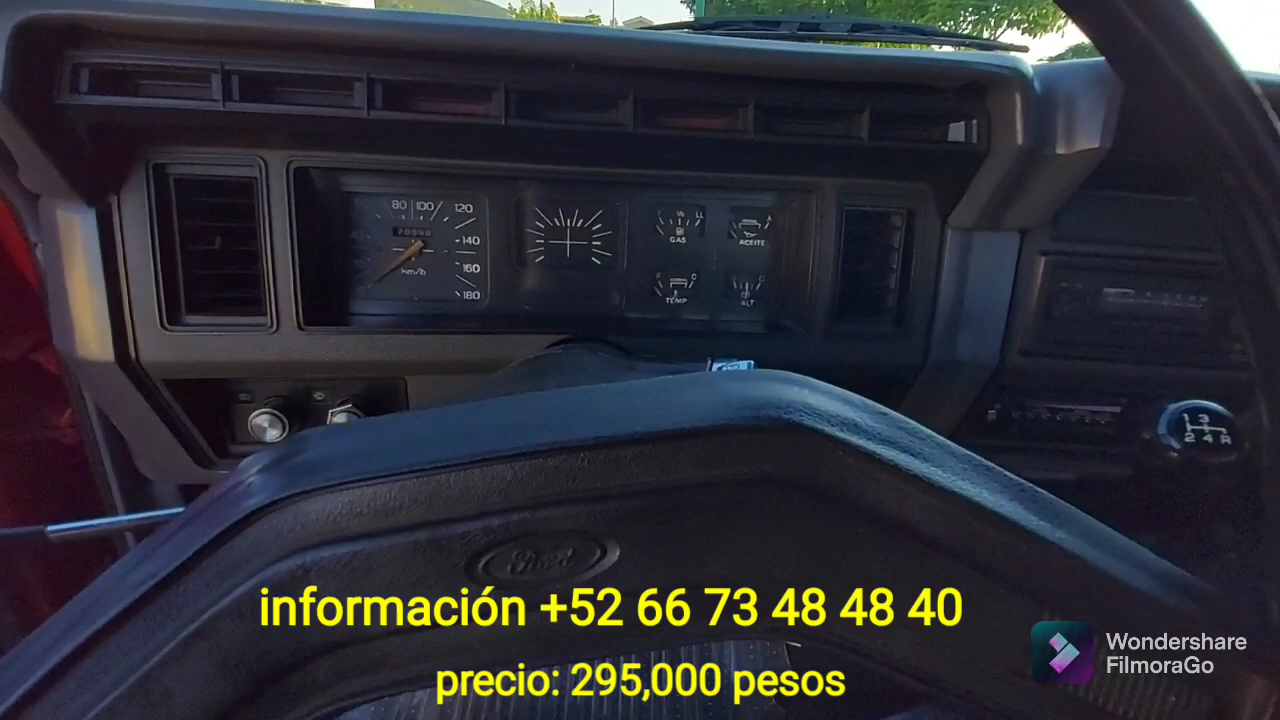 80 100 120
140
km/h
160
180
GAS
ACEITE
TEMP
ALT
1 3
2 4 R
Ford
información +52 66 73 48 48 40
precio: 295,000 pesos
Wondershare
FilmoraGo